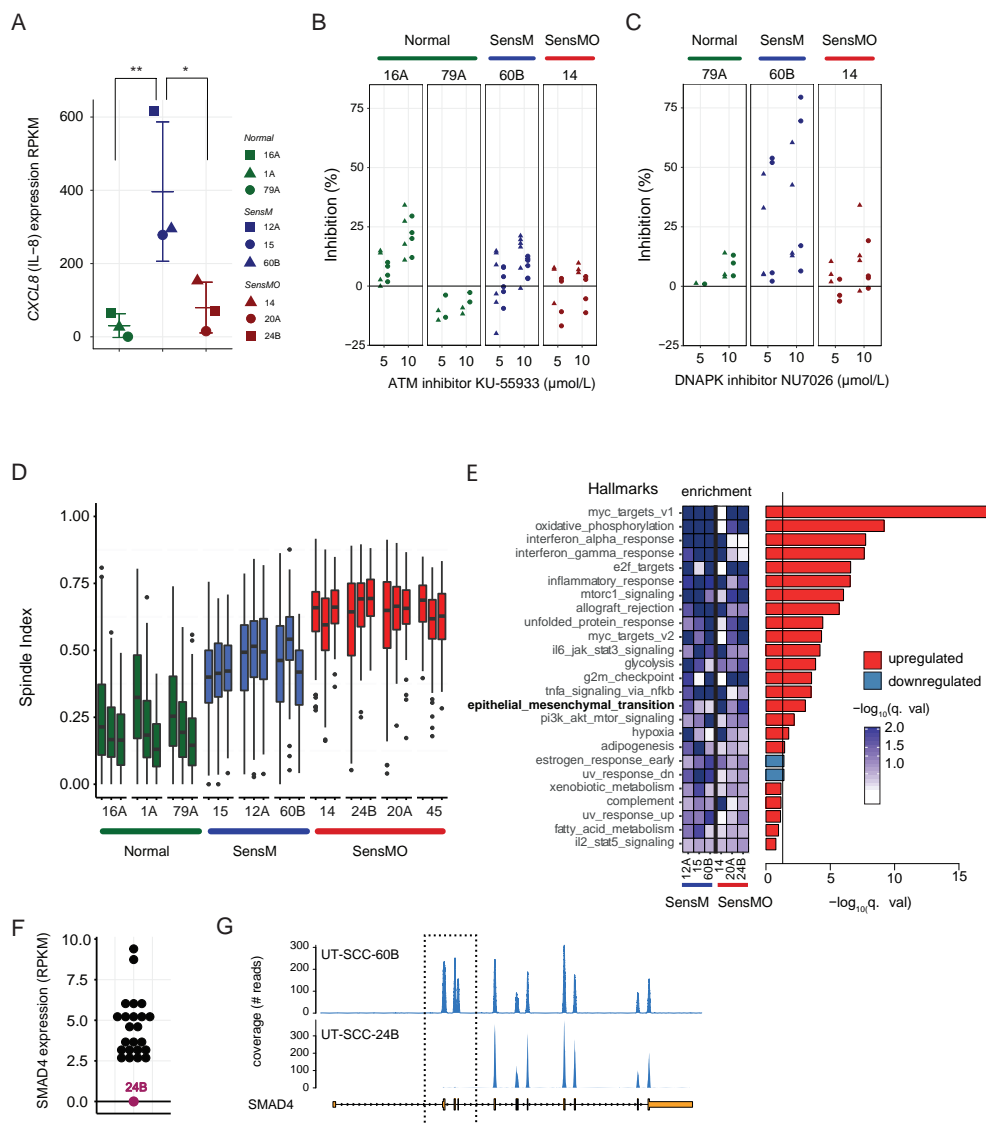 A
**
*
600
400
200
0
CXCL8 (IL−8) expression RPKM
Normal
16A
1A
79A
SensM
12A
15
60B
SensMO
14
20A
24B
B
Normal
SensM
SensMO
16A
79A
60B
14
75
50
25
0
−25
Inhibition (%)
5 10 5 10 5 10 5 10
ATM inhibitor KU-55933 (µmol/L)
C
Normal
SensM
SensMO
79A
60B
14
75
50
25
0
−25
Inhibition (%)
5 10 5 10 5 10
DNAPK inhibitor NU7026 (µmol/L)
D
1.00
0.75
0.50
0.25
0.00
Spindle Index
16A 1A 79A 15 12A 60B 14 24B 20A 45
Normal
SensM
SensMO
E
Hallmarks
enrichment
myc_targets_v1
oxidative_phosphorylation
interferon_alpha_response
interferon_gamma_response
e2f_targets
inflammatory_response
mtorc1_signaling
allograft_rejection
unfolded_protein_response
myc_targets_v2
il6_jak_stat3_signaling
glycolysis
g2m_checkpoint
tnfa_signaling_via_nfkb
epithelial_mesenchymal_transition
pi3k_akt_mtor_signaling
hypoxia
adipogenesis
estrogen_response_early
uv_response_dn
xenobiotic_metabolism
complement
uv_response_up
fatty_acid_metabolism
il2_stat5_signaling
12A 15 60B 14 20A 24B
SensM
SensMO
0 5 10 15
−log10(q. val)
upregulated
downregulated
−log10(q. val)
2.0
1.0
F
10.0
7.5
5.0
2.5
0.0
SMAD4 expression (RPKM)
24B
G
coverage (# reads)
300
200
100
0
UT-SCC-60B
300
200
100
0
UT-SCC-24B
SMAD4